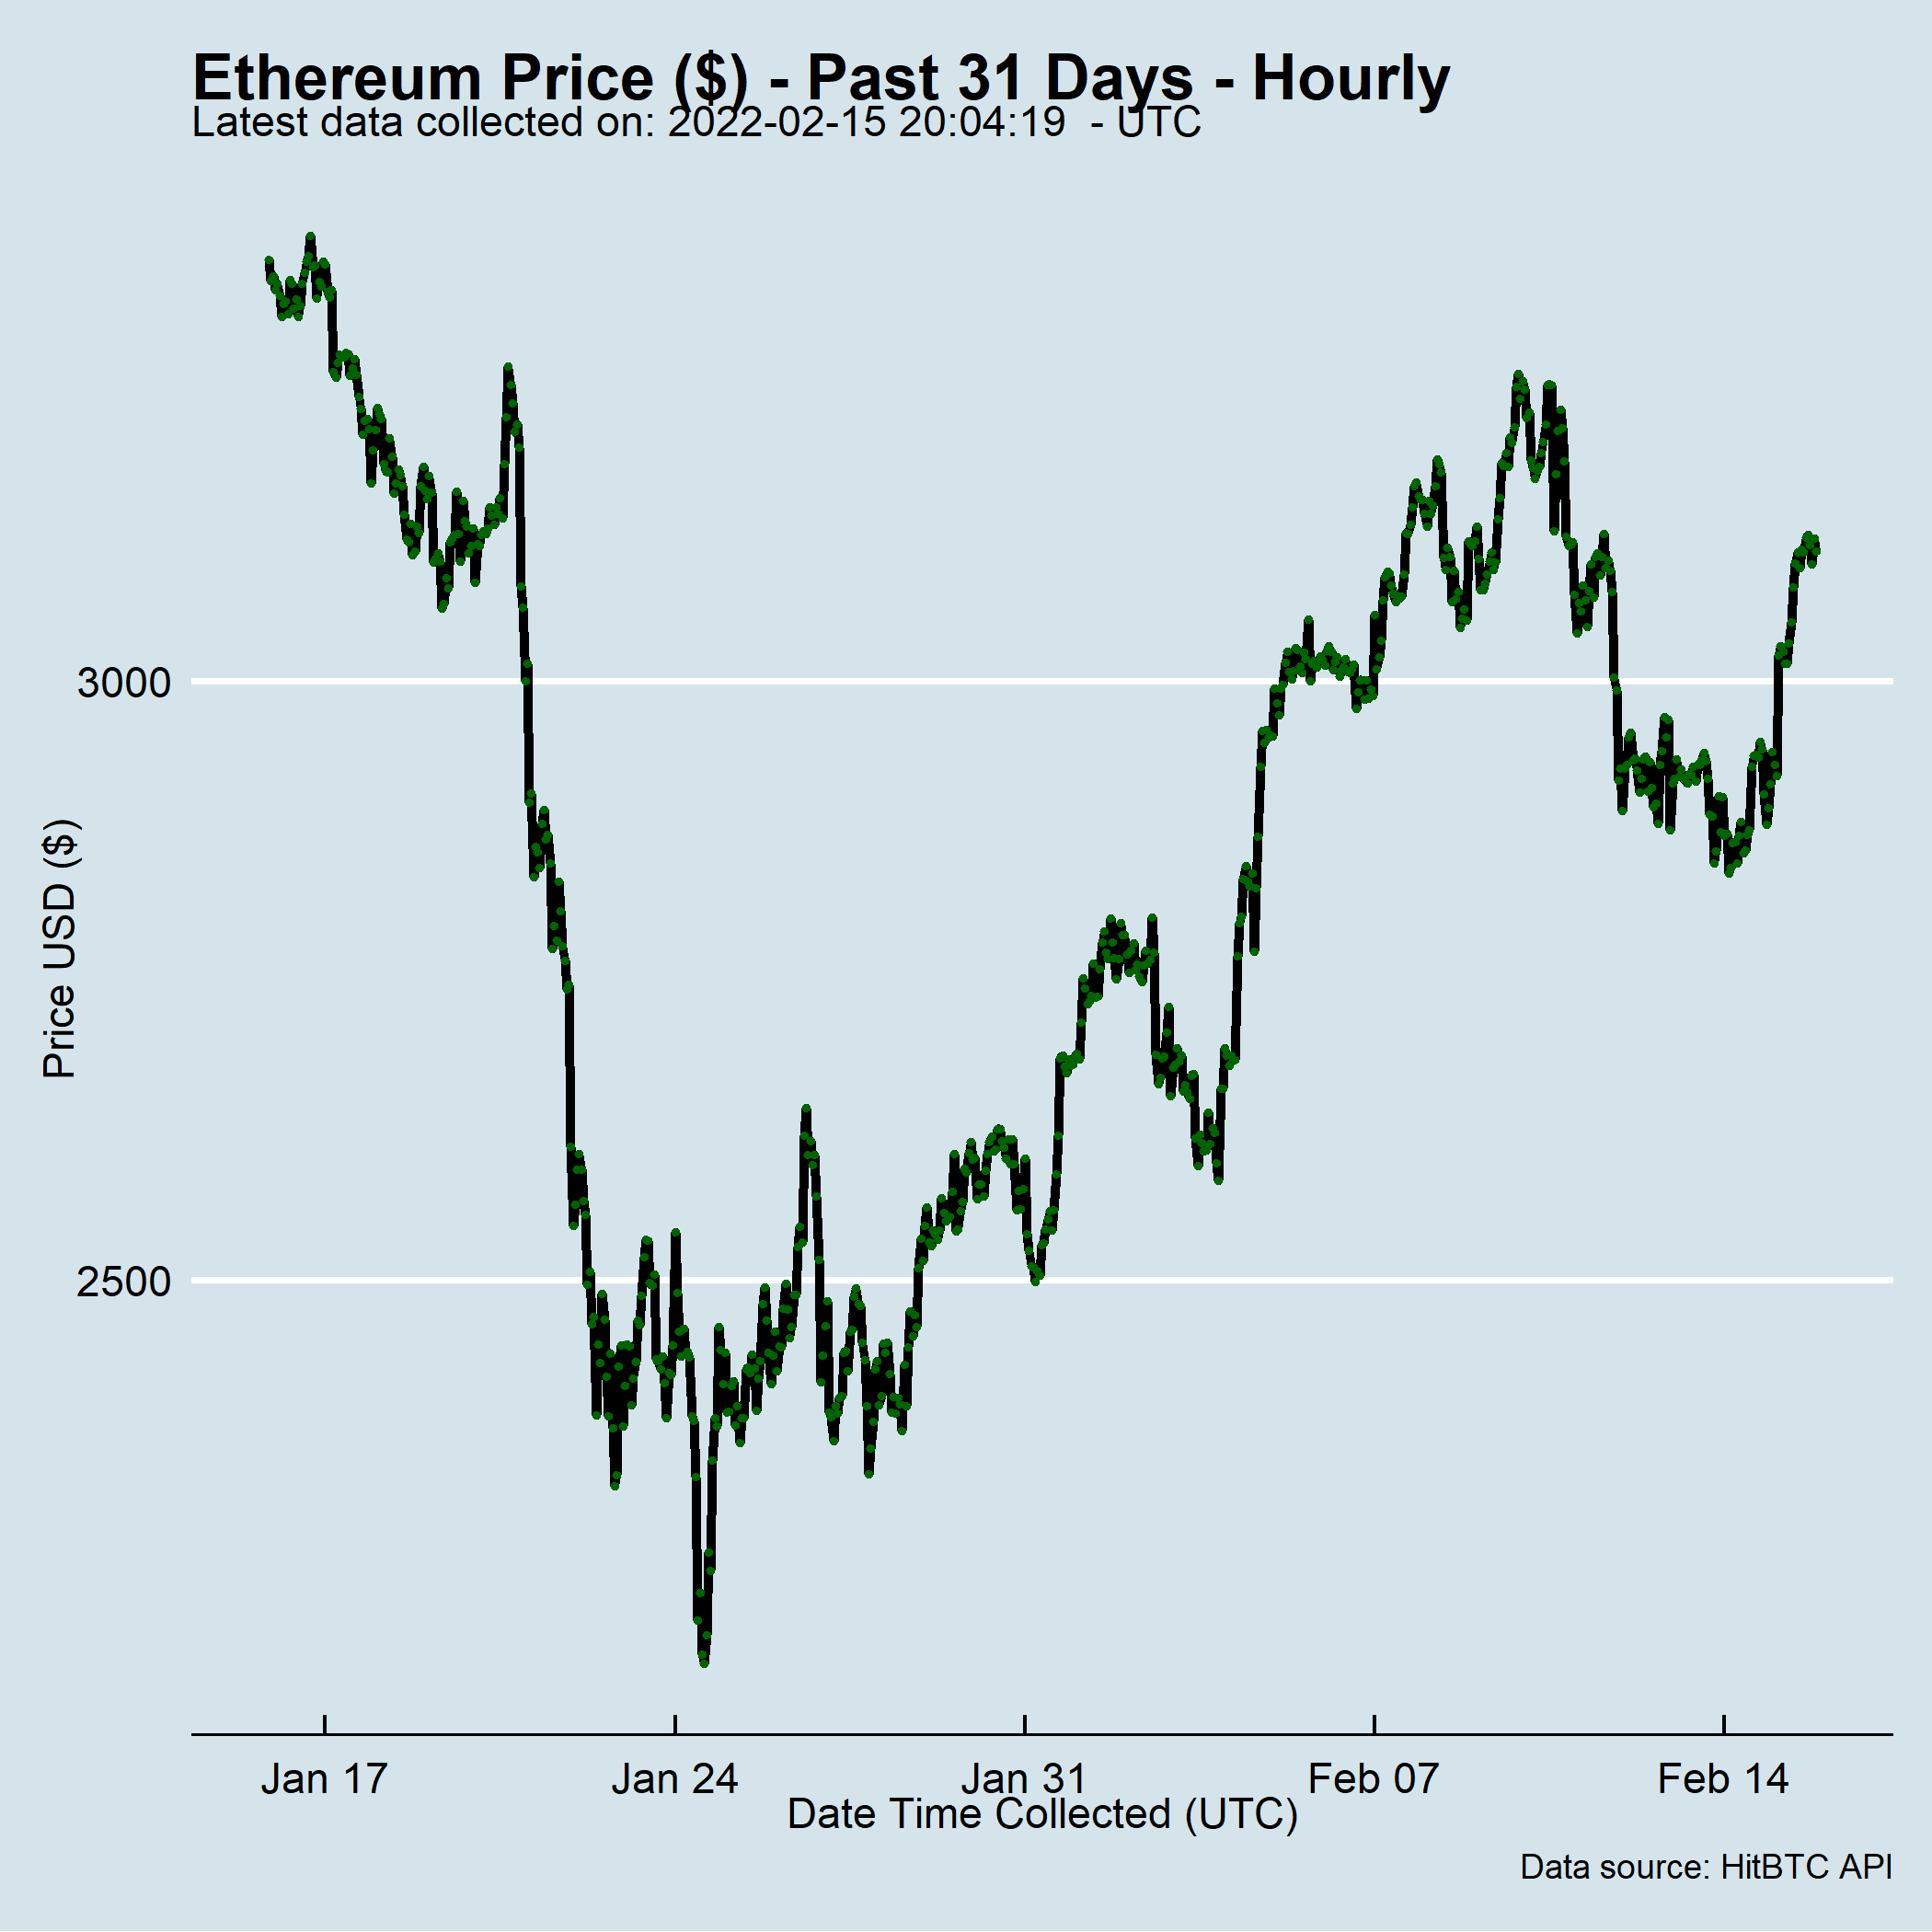 Ethereum Price ($) - Past 31 Days - Hourly
Latest data collected on: 2022-02-15 20:04:19  - UTC
3000
Price USD ($)
2500
Jan 17
Jan 24
Jan 31
Feb 07
Feb 14
Date Time Collected (UTC)
Data source: HitBTC API